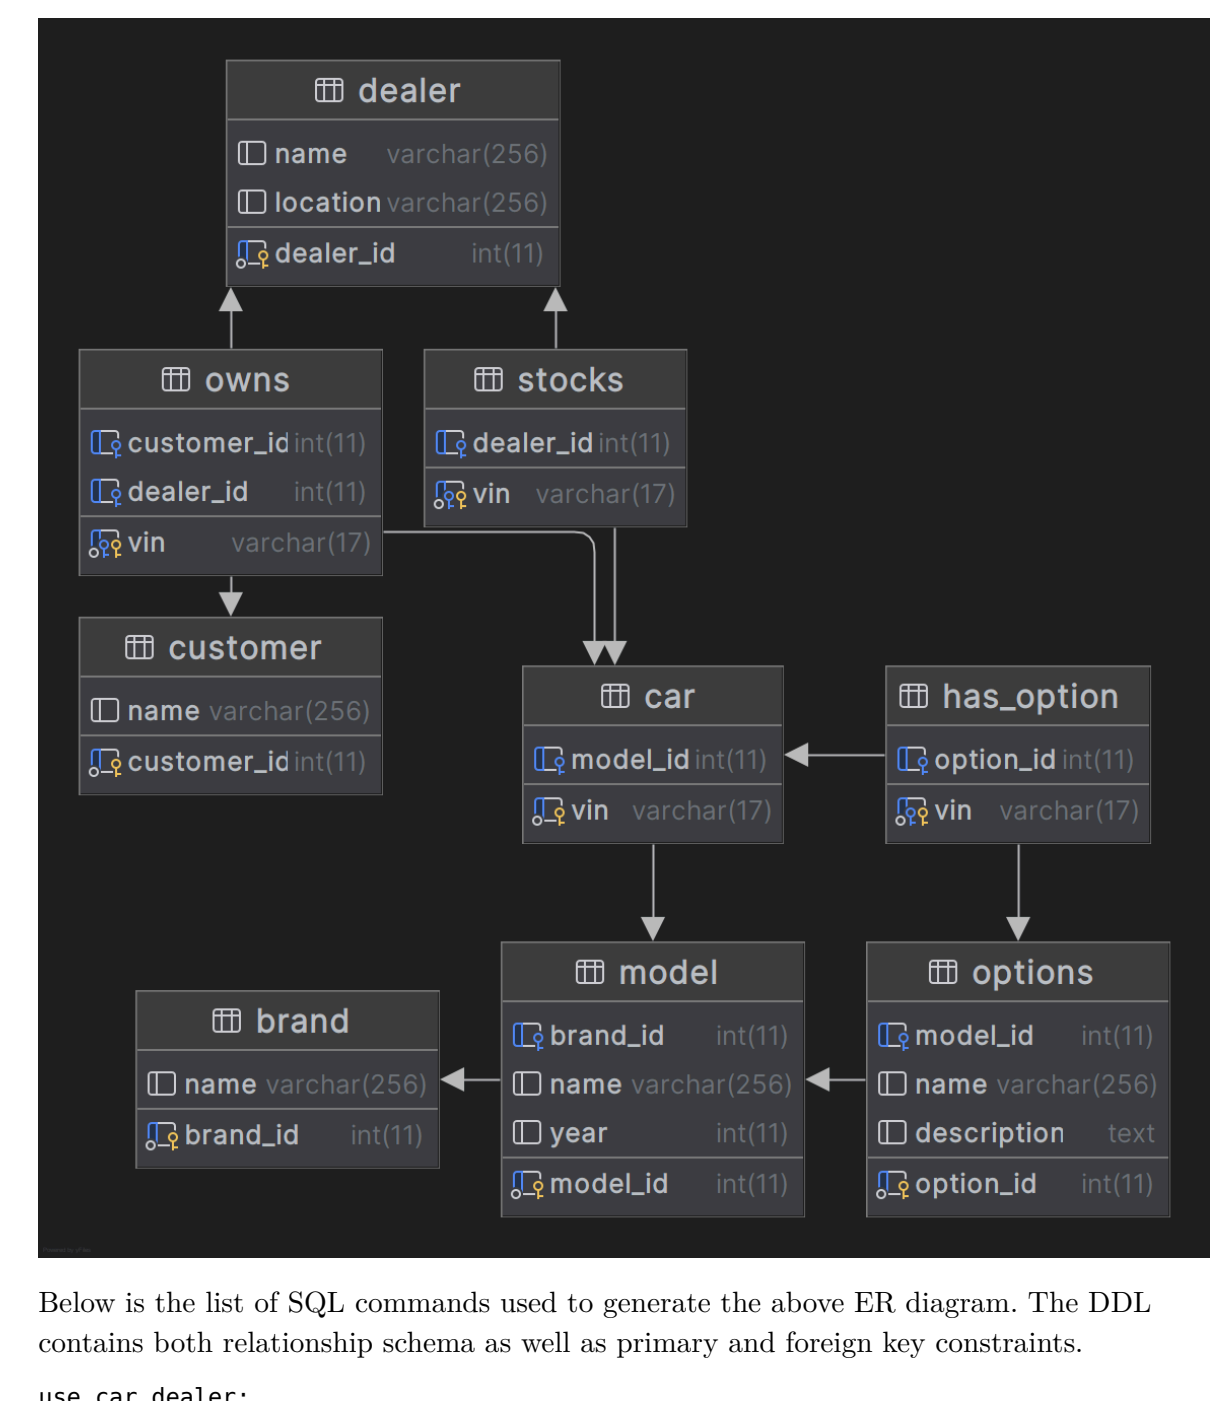 dealer
name varchar(256)
location varchar(256)
dealer_id int(11)
owns
customer_id int(11)
dealer_id int(11)
vin varchar(17)
stocks
dealer_id int(11)
vin varchar(17)
customer
name varchar(256)
customer_id int(11)
car
model_id int(11)
vin varchar(17)
has_option
option_id int(11)
vin varchar(17)
brand
name varchar(256)
brand_id int(11)
model
brand_id int(11)
name varchar(256)
year int(11)
model_id int(11)
options
model_id int(11)
name varchar(256)
description text
option_id int(11)
Below is the list of SQL commands used to generate the above ER diagram. The DDL
contains both relationship schema as well as primary and foreign key constraints.
use car_dealer;